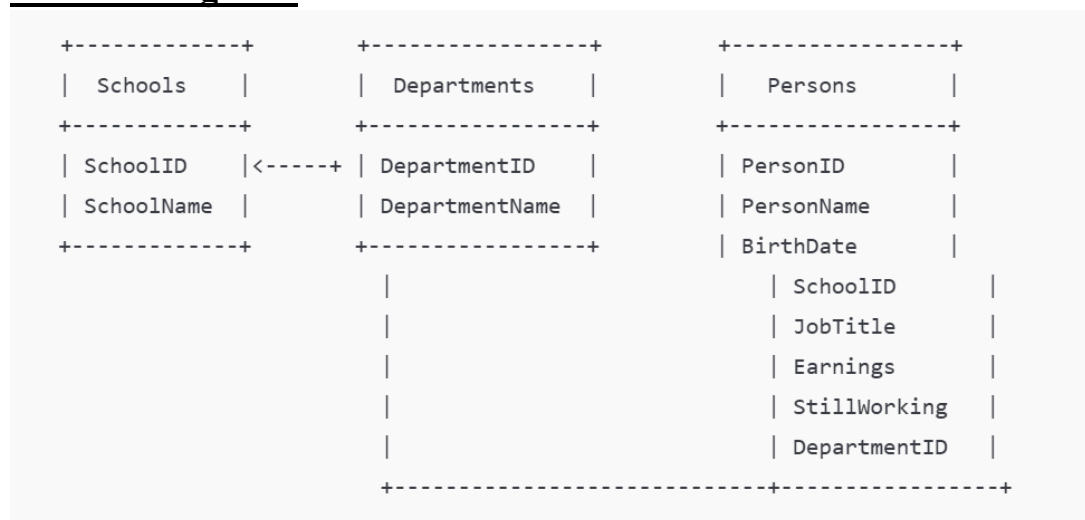 +-------------+          +-----------------+            +-----------------+
|   Schools     |          |   Departments     |            |    Persons        |
+-------------+          +-----------------+            +-----------------+
| SchoolID    |<-----+ | DepartmentID     |            | PersonID         |
| SchoolName  |          | DepartmentName  |            | PersonName       |
+-------------+          +-----------------+            | BirthDate        |
|                                     | SchoolID        |
|                                     | JobTitle        |
|                                     | Earnings        |
|                                     | StillWorking    |
|                                     | DepartmentID    |
+-----------------------------+-----------------+